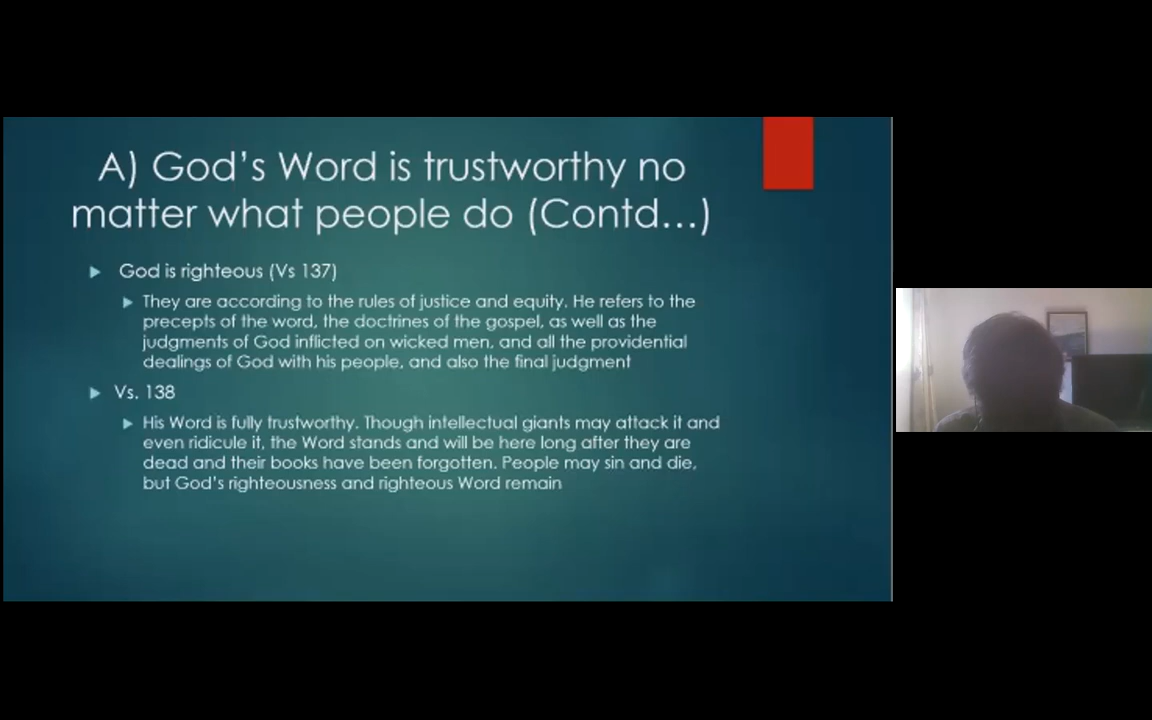 A) God’s Word is trustworthy no
matter what people do (Contd…)
God is righteous (Vs 137)
They are according to the rules of justice and equity. He refers to the
precepts of the word, the doctrines of the gospel, as well as the
judgments of God inflicted on wicked men, and all the providential
dealings of God with his people, and also the final judgment
Vs. 138
His Word is fully trustworthy. Though intellectual giants may attack it and
even ridicule it, the Word stands and will be here long after they are
dead and their books have been forgotten. People may sin and die,
but God’s righteousness and righteous Word remain